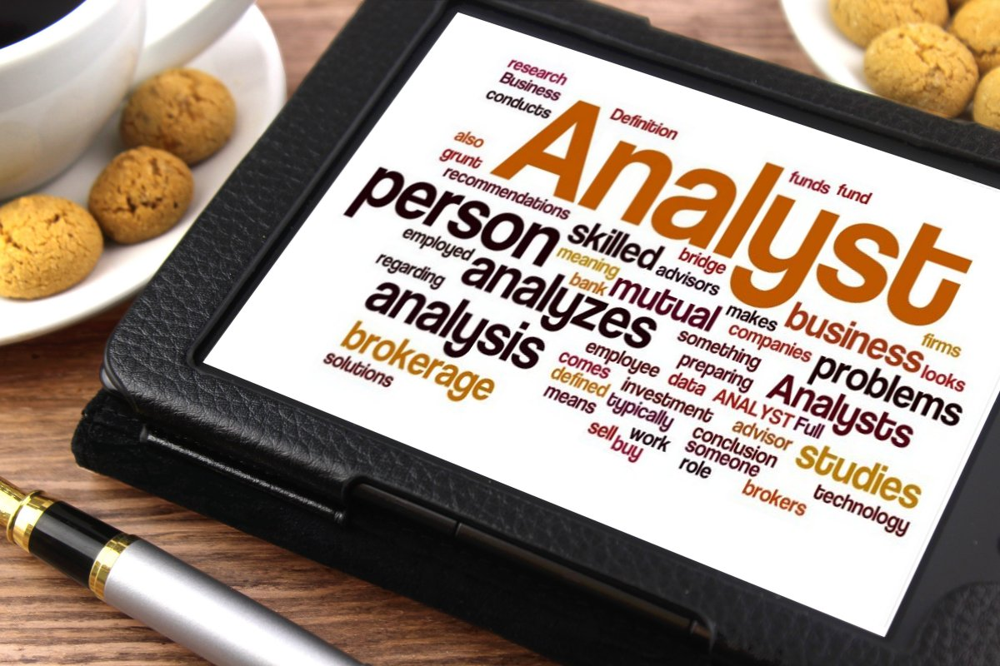 research
Business
conducts
Definition
Analyst
also
grunt
recommendations
funds fund
person
skilled
employed
meaning
bridge
regarding
analyzes
bank
advisors
mutual
makes
analysis
business
firms
companies
brokerage
something
employee
problems
looks
solutions
comes
preparing
defined
investment
data
Analysts
means
typically
ANALYST
Full
sell
buy
work
advisor
conclusion
someone
role
studies
brokers
technology